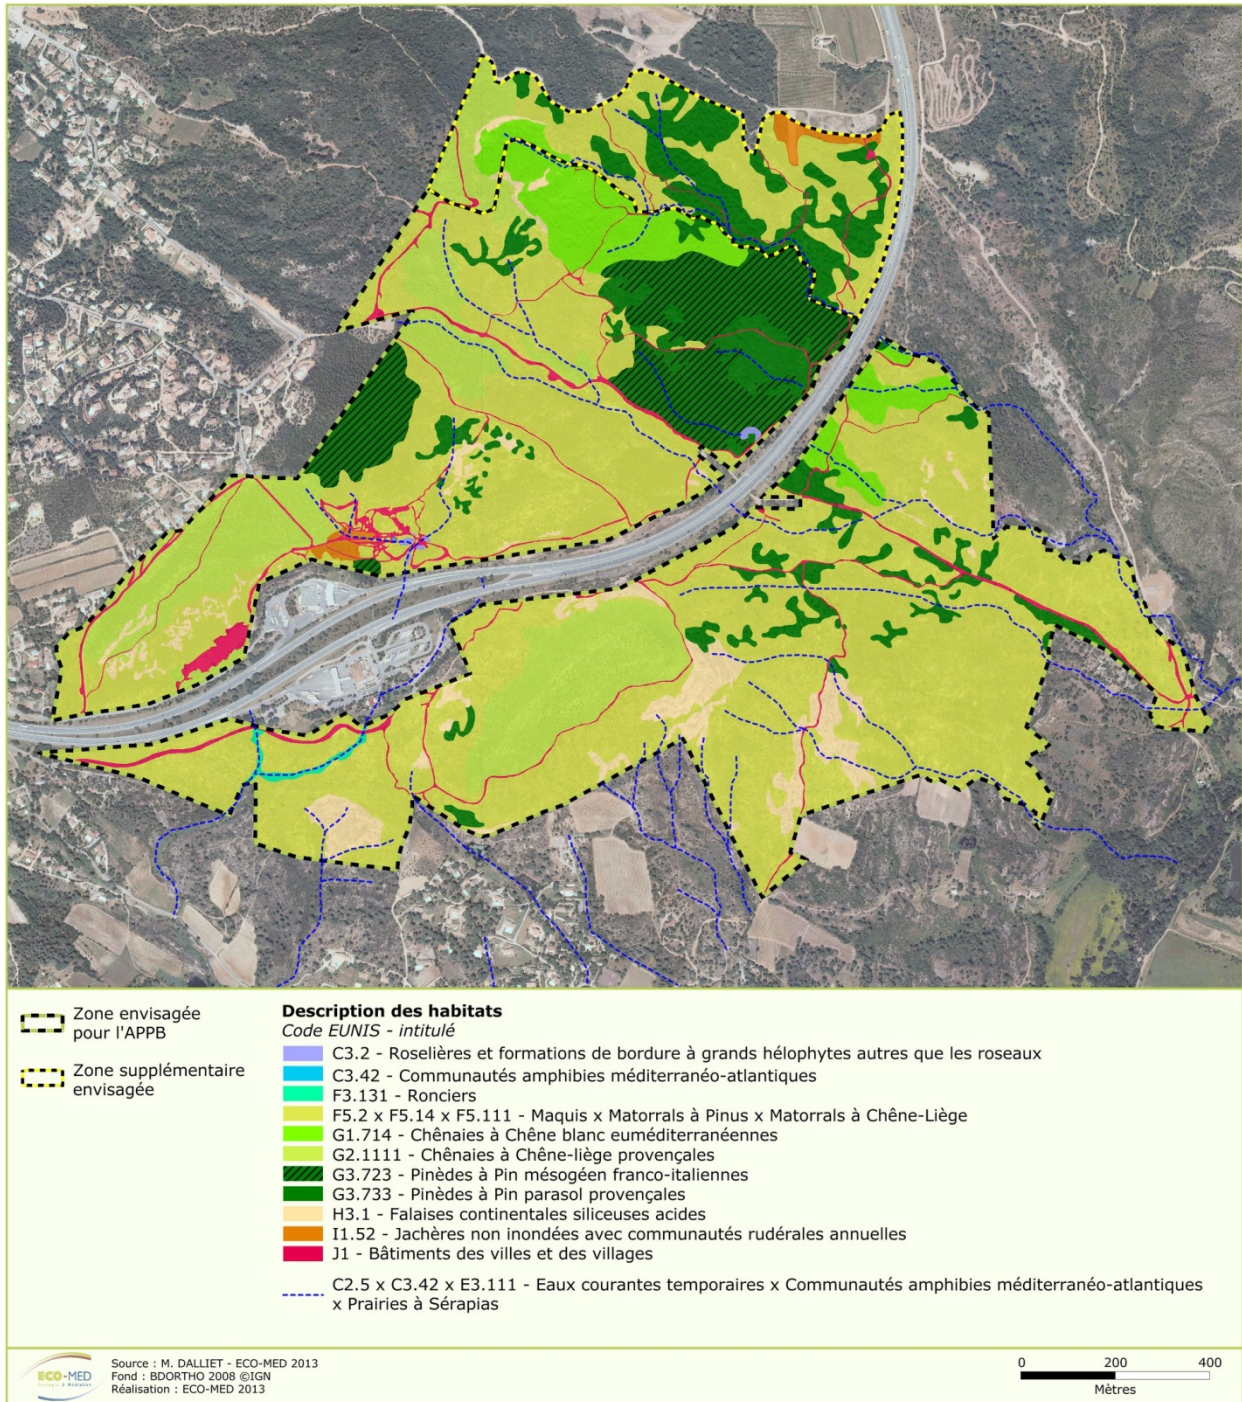 Zone envisagée
pour l'APPB
Zone supplémentaire
envisagée
Description des habitats
Code EUNIS - intitulé
C3.2 - Roselières et formations de bordure à grands hélophytes autres que les roseaux
C3.42 - Communautés amphibies méditerranéo-atlantiques
F3.131 - Ronciers
F5.2 x F5.14 x F5.111 - Maquis x Matorrals à Pinus x Matorrals à Chêne-Liège
G1.714 - Chênaies à Chêne blanc euméditerranéennes
G2.1111 - Chênaies à Chêne-liège provençales
G3.723 - Pinèdes à Pin mésogéen franco-italiennes
G3.733 - Pinèdes à Pin parasol provençales
H3.1 - Falaises continentales siliceuses acides
I1.52 - Jachères non inondées avec communautés rudérales annuelles
J1 - Bâtiments des villes et des villages
C2.5 x C3.42 x E3.111 - Eaux courantes temporaires x Communautés amphibies méditerranéo-atlantiques
x Prairies à Sérapias
ECO-MED
Ecologie & Médiation
Source : M. DALLIET - ECO-MED 2013
Fond : BDORTHO 2008 ©IGN
Réalisation : ECO-MED 2013
0 200 400
Mètres